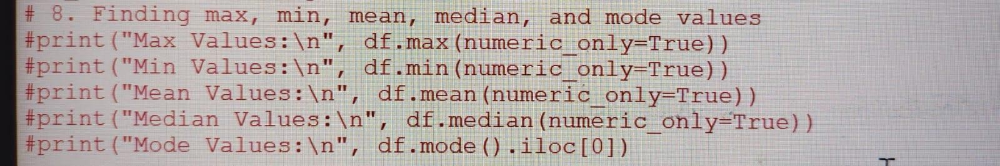 # 8. Finding max, min, mean, median, and mode values
#print("Max Values:\n", df.max(numeric_only=True))
#print("Min Values:\n", df.min(numeric_only=True))
#print("Mean Values:\n", df.mean(numeric_only=True))
#print("Median Values:\n", df.median(numeric_only=True))
#print("Mode Values:\n", df.mode().iloc[0])